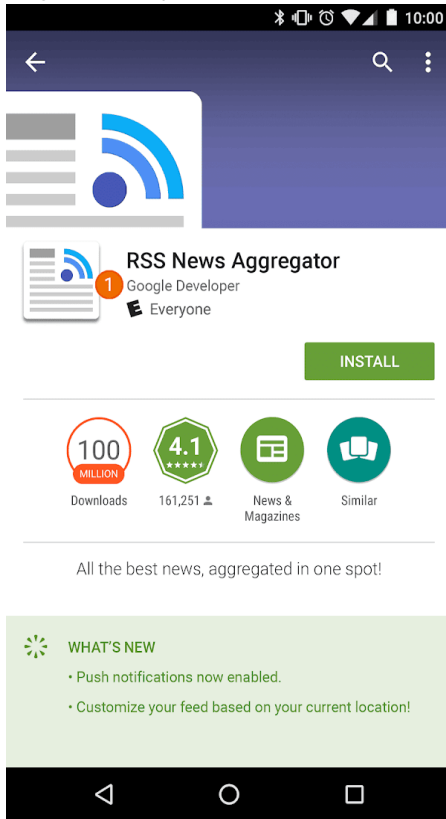 10:00
RSS News Aggregator
1
Google Developer
E Everyone
INSTALL
100
MILLION
Downloads
4.1
161,251
News &
Magazines
Similar
All the best news, aggregated in one spot!
WHAT'S NEW
• Push notifications now enabled.
• Customize your feed based on your current location!